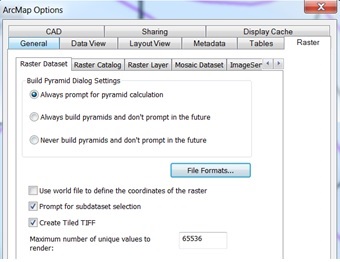 ArcMap Options
CAD Sharing Display Cache
General Data View Layout View Metadata Tables Raster
Raster Dataset Raster Catalog Raster Layer Mosaic Dataset ImageSer
Build Pyramid Dialog Settings
Always prompt for pyramid calculation
Always build pyramids and don't prompt in the future
Never build pyramids and don't prompt in the future
File Formats...
Use world file to define the coordinates of the raster
Prompt for subdataset selection
Create Tiled TIFF
Maximum number of unique values to 65536
render: